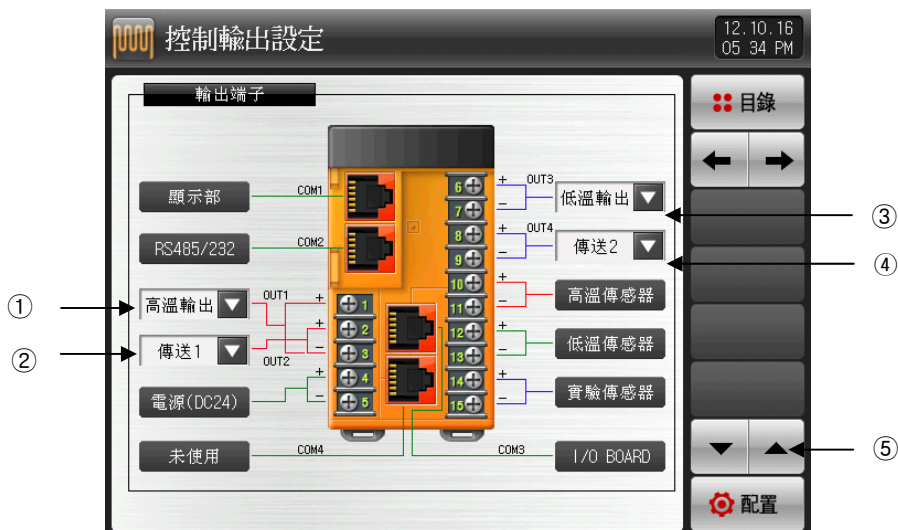 控制輸出設定
12.10.16
05 34 PM
輸出端子
目錄
顯示部
COM1
RS485/232
COM2
① 高溫輸出
OUT1
+
② 傳送1
OUT2
+
−
電源(DC24)
+
−
未使用
COM4
1
2
3
4
5
6
7
8
9
10
11
12
13
14
15
+ OUT3
−
低溫輸出 ③
+ OUT4
−
傳送2 ④
+
−
高溫傳感器
+
−
低溫傳感器
+
−
實驗傳感器
COM3
I/O BOARD
⑤
配置